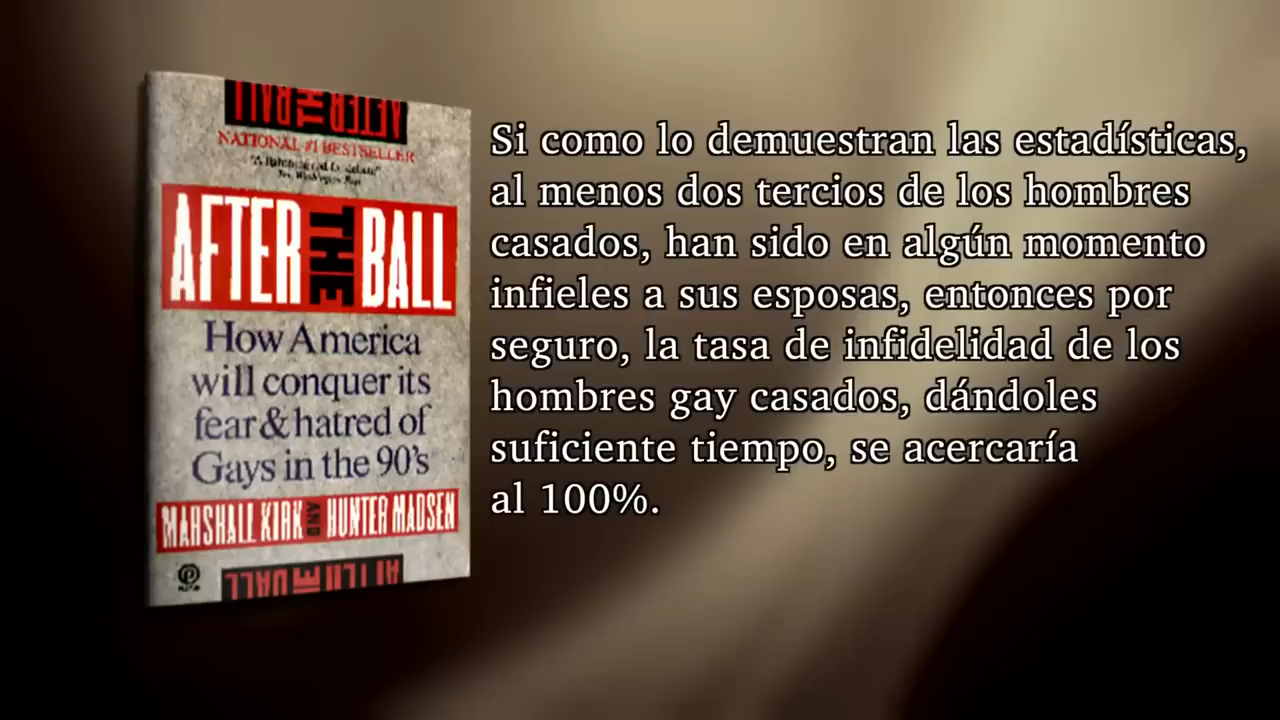 AFTER THE BALL
NATIONAL #1 BESTSELLER
AFTER THE BALL
How America
will conquer its
fear & hatred of
Gays in the 90's
MARSHALL KIRK AND HUNTER MADSEN
Si como lo demuestran las estadísticas,
al menos dos tercios de los hombres
casados, han sido en algún momento
infieles a sus esposas, entonces por
seguro, la tasa de infidelidad de los
hombres gay casados, dándoles
suficiente tiempo, se acercaría
al 100%.